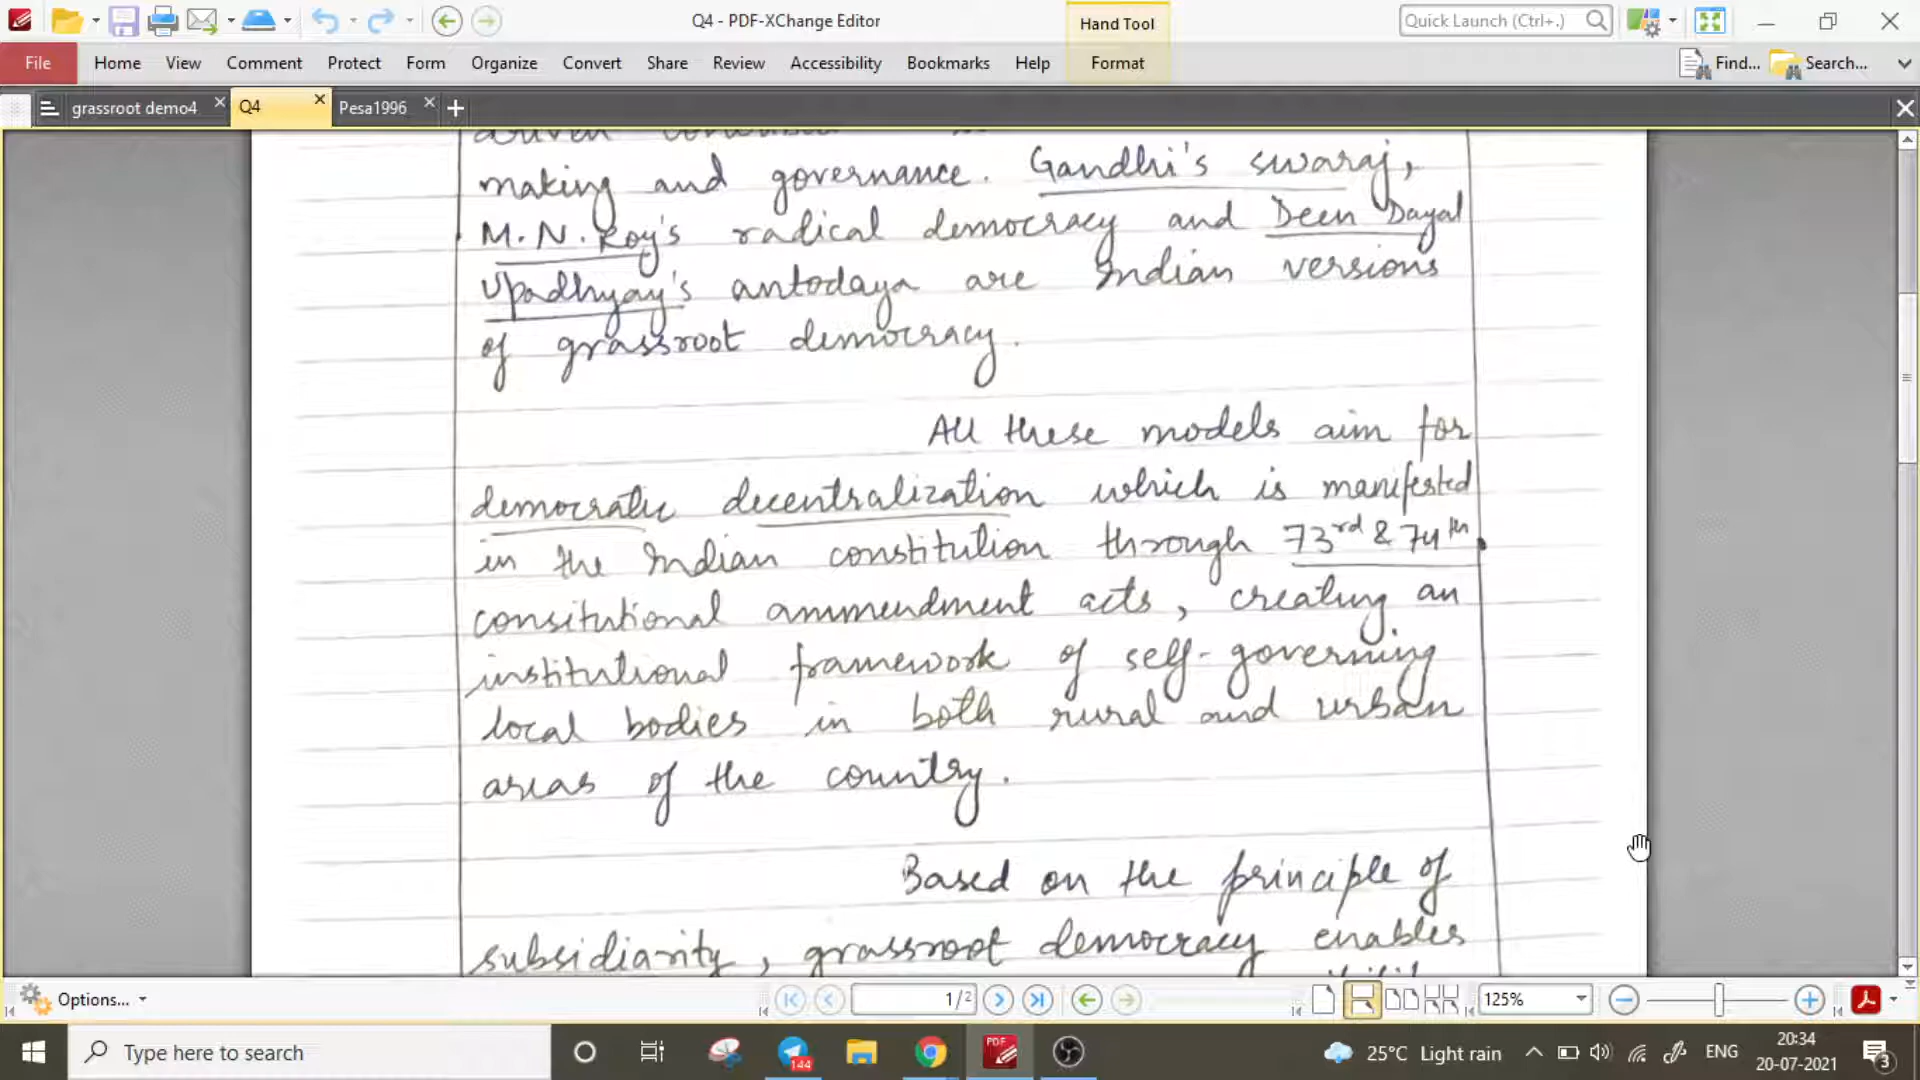 Q4 - PDF-XChange Editor
Hand Tool
Quick Launch (Ctrl+.)
File Home View Comment Protect Form Organize Convert Share Review Accessibility Bookmarks Help Format Find... Search...
grassroot demo4 Q4 Pesa1996
making and governance. Gandhi's swaraj,
M.N. Roy's radical democracy and Deen Dayal
Upadhyay's antodaya are Indian versions
of grassroot democracy.
All these models aim for
democratic decentralization which is manifested
in the Indian constitution through 73rd & 74th
consitutional ammendment acts, creating an
institutional framework of self-governing
local bodies in both rural and urban
areas of the country.
Based on the principle of
subsidiarity, grassroot democracy enables
Options... 1/2 125%
Type here to search
144
PDF
25°C Light rain
ENG
20:34
20-07-2021
3